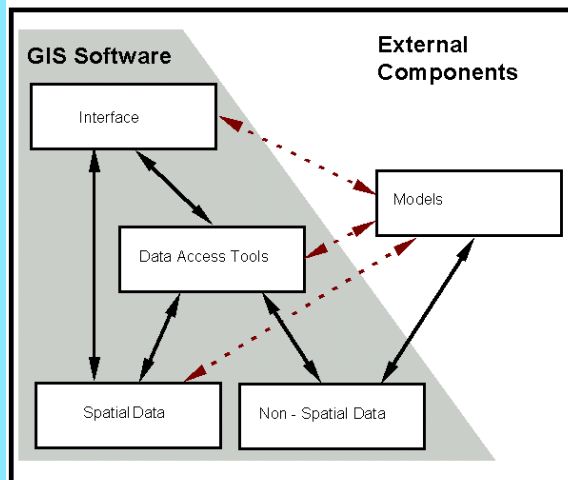 GIS Software
External
Components
Interface
Models
Data Access Tools
Spatial Data
Non - Spatial Data